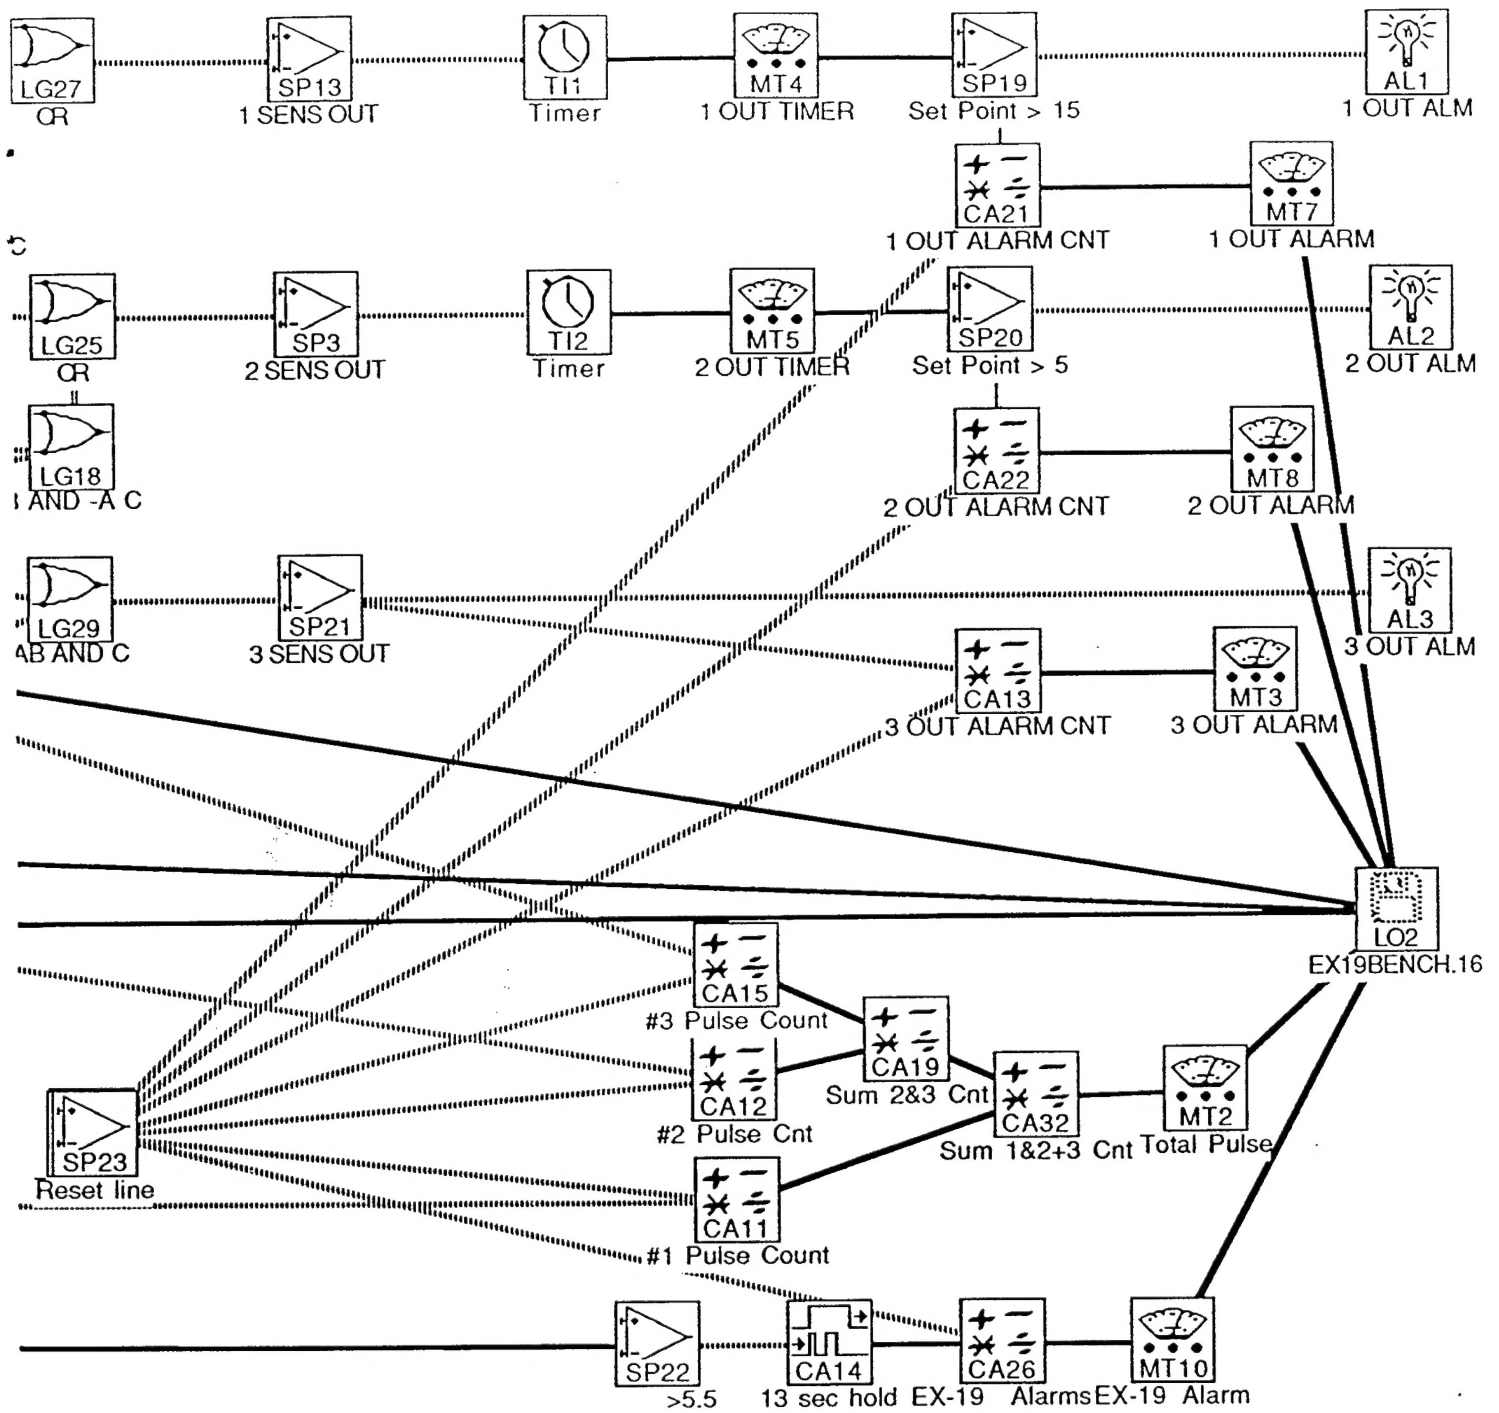 LG27
OR
SP13
1 SENS OUT
TI1
Timer
MT4
1 OUT TIMER
SP19
Set Point > 15
AL1
1 OUT ALM
CA21
1 OUT ALARM CNT
MT7
1 OUT ALARM
LG25
OR
SP3
2 SENS OUT
TI2
Timer
MT5
2 OUT TIMER
SP20
Set Point > 5
AL2
2 OUT ALM
LG18
AND -A C
CA22
2 OUT ALARM CNT
MT8
2 OUT ALARM
LG29
AB AND C
SP21
3 SENS OUT
AL3
3 OUT ALM
CA13
3 OUT ALARM CNT
MT3
3 OUT ALARM
LO2
EX19BENCH.16
CA15
#3 Pulse Count
CA19
Sum 2&3 Cnt
CA12
#2 Pulse Cnt
CA32
Sum 1&2+3 Cnt
MT2
Total Pulse
SP23
Reset line
CA11
#1 Pulse Count
SP22
>5.5
CA14
13 sec hold
CA26
EX-19 Alarms
MT10
EX-19 Alarm